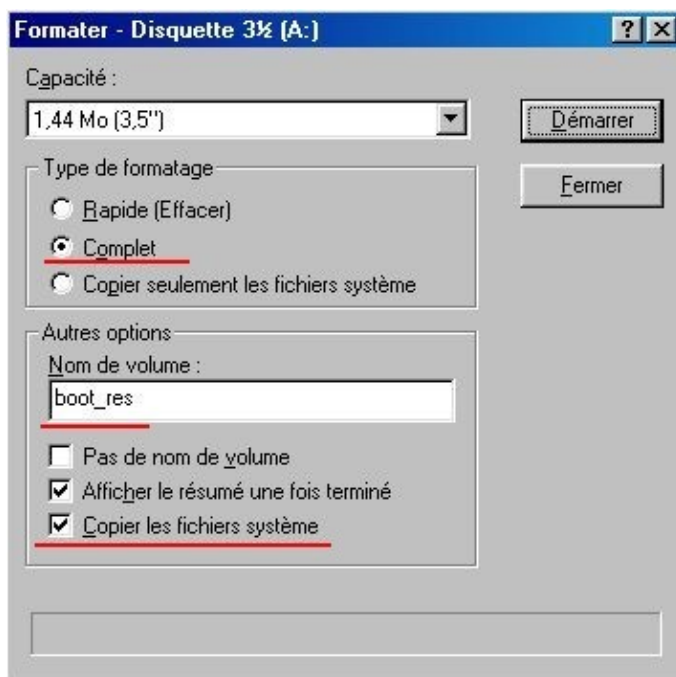 Formater - Disquette 3½ (A:)
Capacité :
1,44 Mo (3,5")
Démarrer
Type de formatage
Fermer
Rapide (Effacer)
Complet
Copier seulement les fichiers système
Autres options
Nom de volume :
boot_res
Pas de nom de volume
Afficher le résumé une fois terminé
Copier les fichiers système